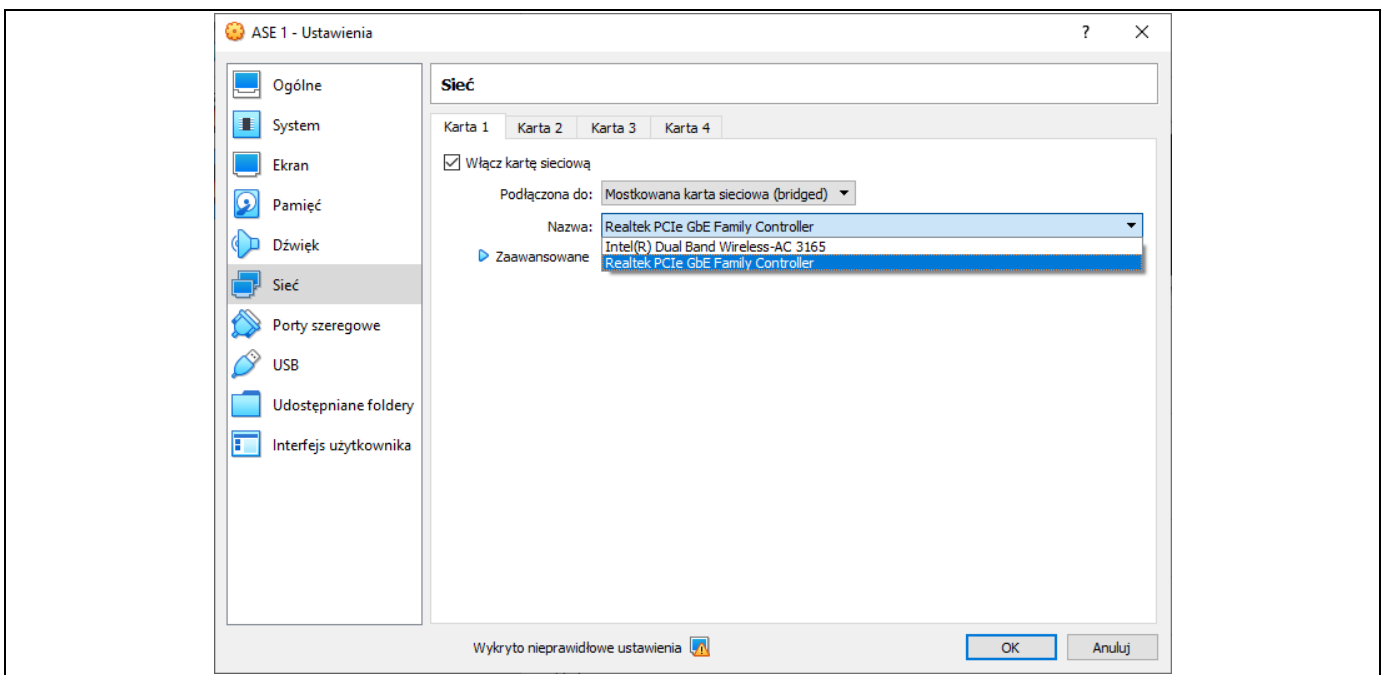 ASE 1 - Ustawienia
?
Ogólne
System
Ekran
Pamięć
Dźwięk
Sieć
Porty szeregowe
USB
Udostępniane foldery
Interfejs użytkownika
Sieć
Karta 1 Karta 2 Karta 3 Karta 4
Włącz kartę sieciową
Podłączona do: Mostkowana karta sieciowa (bridged)
Nazwa: Realtek PCIe GbE Family Controller
Intel(R) Dual Band Wireless-AC 3165
Realtek PCIe GbE Family Controller
Zaawansowane
Wykryto nieprawidłowe ustawienia
OK Anuluj